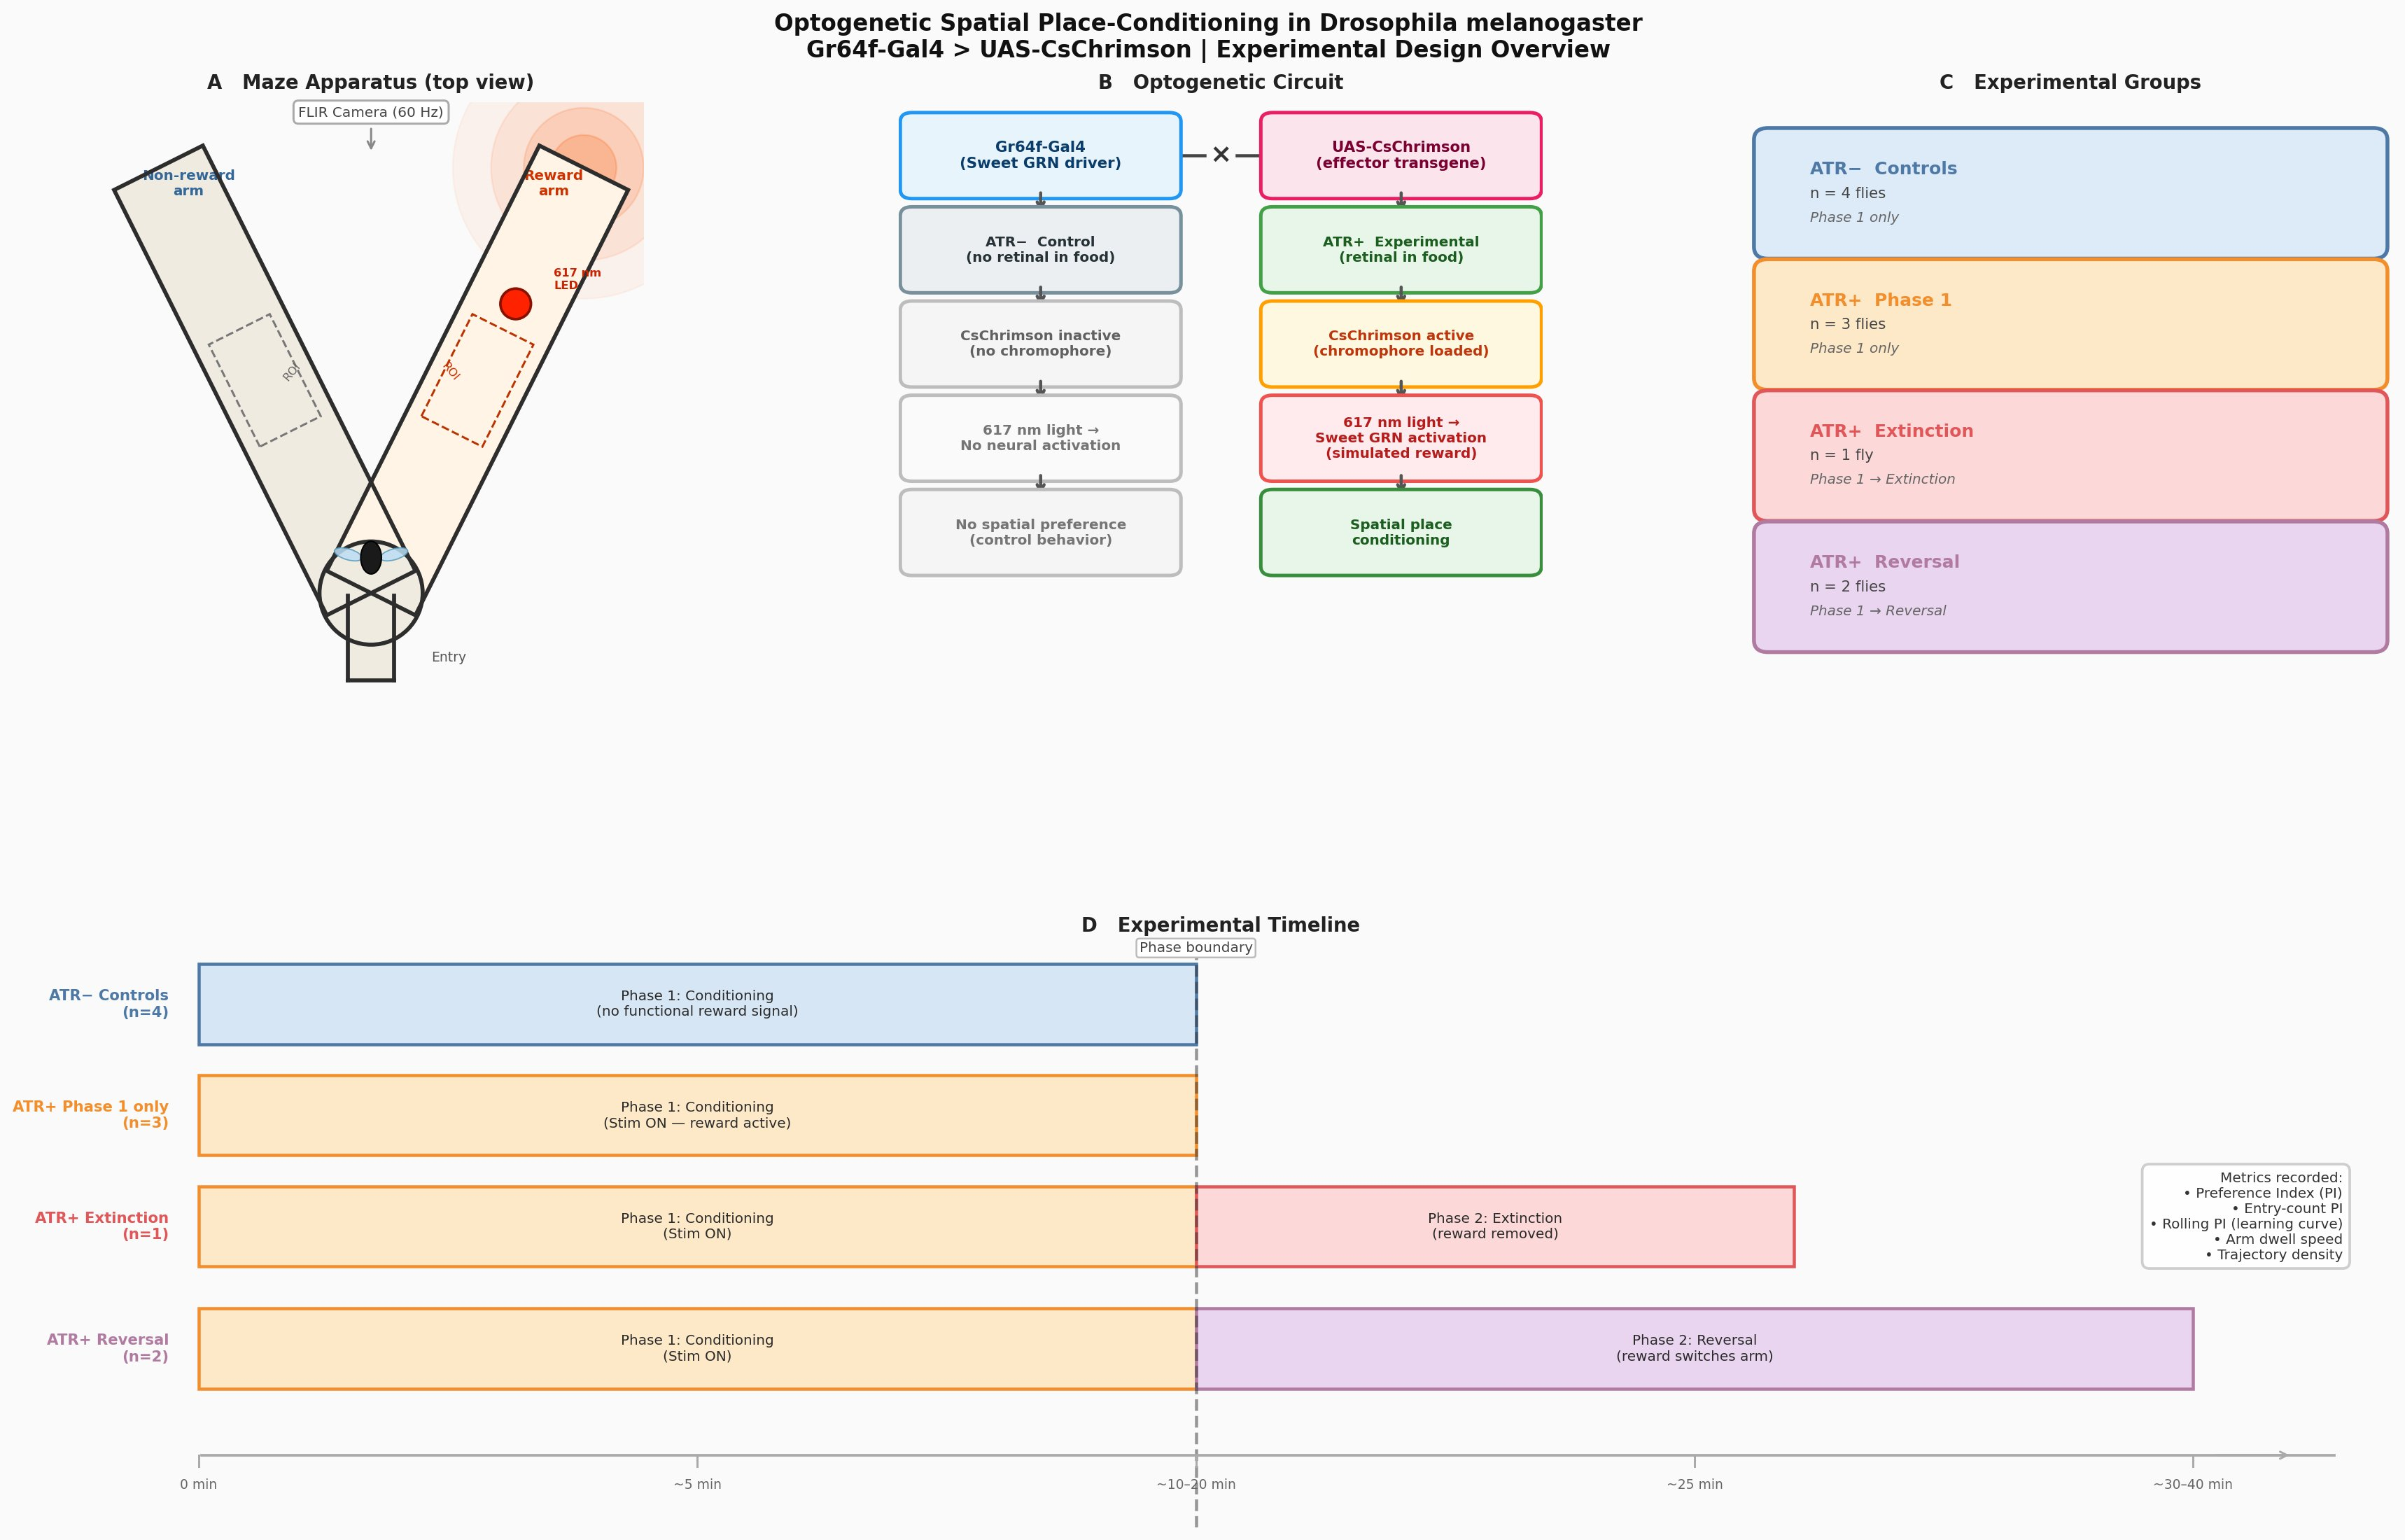 Optogenetic Spatial Place-Conditioning in Drosophila melanogaster
Gr64f-Gal4 > UAS-CsChrimson | Experimental Design Overview
A Maze Apparatus (top view)
FLIR Camera (60 Hz)
Non-reward
arm
Reward
arm
617 nm
LED
ROI
ROI
Entry
B Optogenetic Circuit
Gr64f-Gal4
(Sweet GRN driver)
×
UAS-CsChrimson
(effector transgene)
ATR− Control
(no retinal in food)
ATR+ Experimental
(retinal in food)
CsChrimson inactive
(no chromophore)
CsChrimson active
(chromophore loaded)
617 nm light →
No neural activation
617 nm light →
Sweet GRN activation
(simulated reward)
No spatial preference
(control behavior)
Spatial place
conditioning
C Experimental Groups
ATR− Controls
n = 4 flies
Phase 1 only
ATR+ Phase 1
n = 3 flies
Phase 1 only
ATR+ Extinction
n = 1 fly
Phase 1 → Extinction
ATR+ Reversal
n = 2 flies
Phase 1 → Reversal
D Experimental Timeline
Phase boundary
ATR− Controls
(n=4)
Phase 1: Conditioning
(no functional reward signal)
ATR+ Phase 1 only
(n=3)
Phase 1: Conditioning
(Stim ON — reward active)
ATR+ Extinction
(n=1)
Phase 1: Conditioning
(Stim ON)
Phase 2: Extinction
(reward removed)
Metrics recorded:
• Preference Index (PI)
• Entry-count PI
• Rolling PI (learning curve)
• Arm dwell speed
• Trajectory density
ATR+ Reversal
(n=2)
Phase 1: Conditioning
(Stim ON)
Phase 2: Reversal
(reward switches arm)
0 min
~5 min
~10–20 min
~25 min
~30–40 min